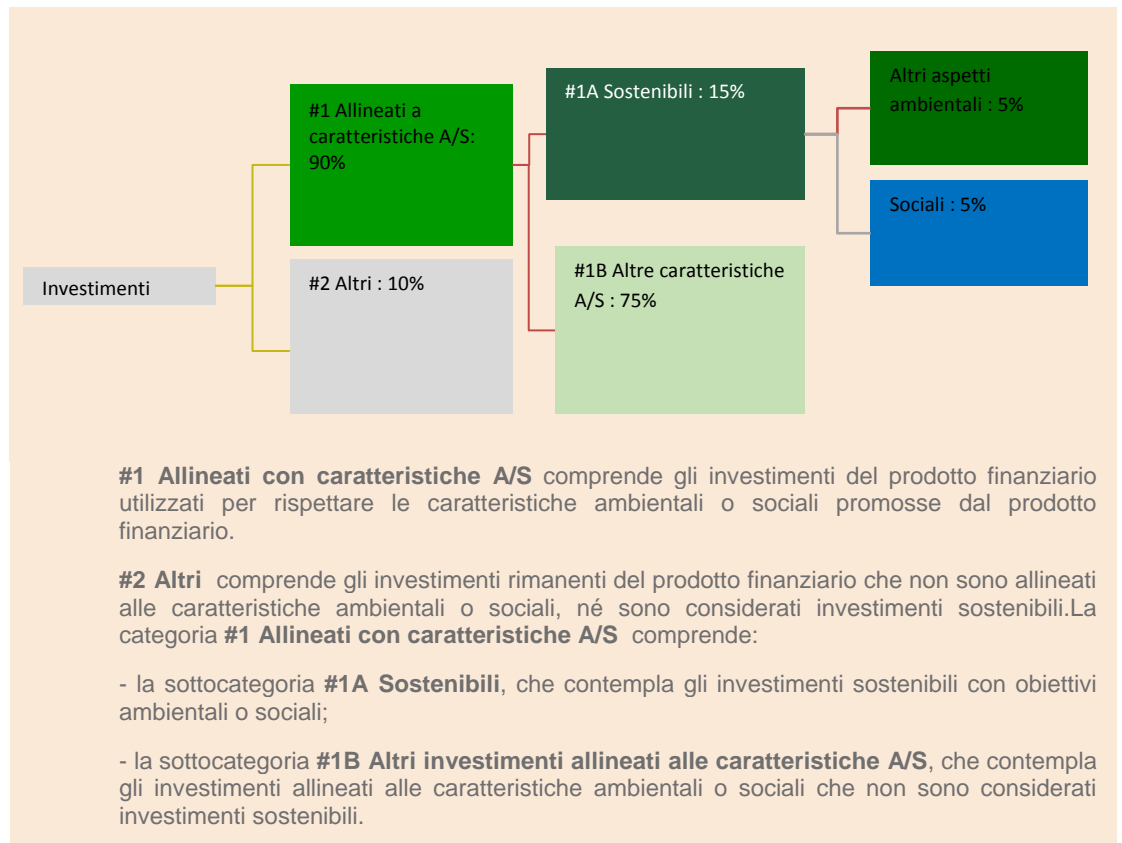 Investimenti
#1 Allineati a
caratteristiche A/S:
90%
#2 Altri : 10%
#1A Sostenibili : 15%
#1B Altre caratteristiche
A/S : 75%
Altri aspetti
ambientali : 5%
Sociali : 5%
#1 Allineati con caratteristiche A/S comprende gli investimenti del prodotto finanziario
utilizzati per rispettare le caratteristiche ambientali o sociali promosse dal prodotto
finanziario.
#2 Altri comprende gli investimenti rimanenti del prodotto finanziario che non sono allineati
alle caratteristiche ambientali o sociali, né sono considerati investimenti sostenibili.La
categoria #1 Allineati con caratteristiche A/S comprende:
- la sottocategoria #1A Sostenibili, che contempla gli investimenti sostenibili con obiettivi
ambientali o sociali;
- la sottocategoria #1B Altri investimenti allineati alle caratteristiche A/S, che contempla
gli investimenti allineati alle caratteristiche ambientali o sociali che non sono considerati
investimenti sostenibili.